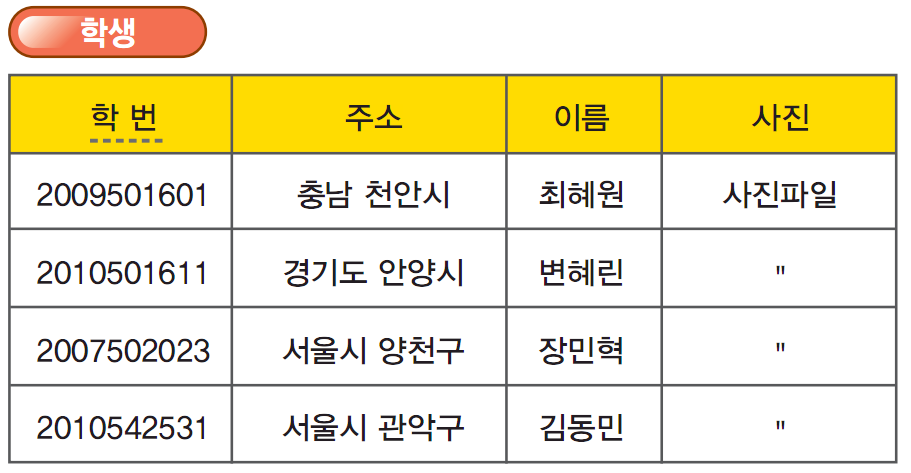 학생
학 번 주소 이름 사진
2009501601 충남 천안시 최혜원 사진파일
2010501611 경기도 안양시 변혜린 "
2007502023 서울시 양천구 장민혁 "
2010542531 서울시 관악구 김동민 "